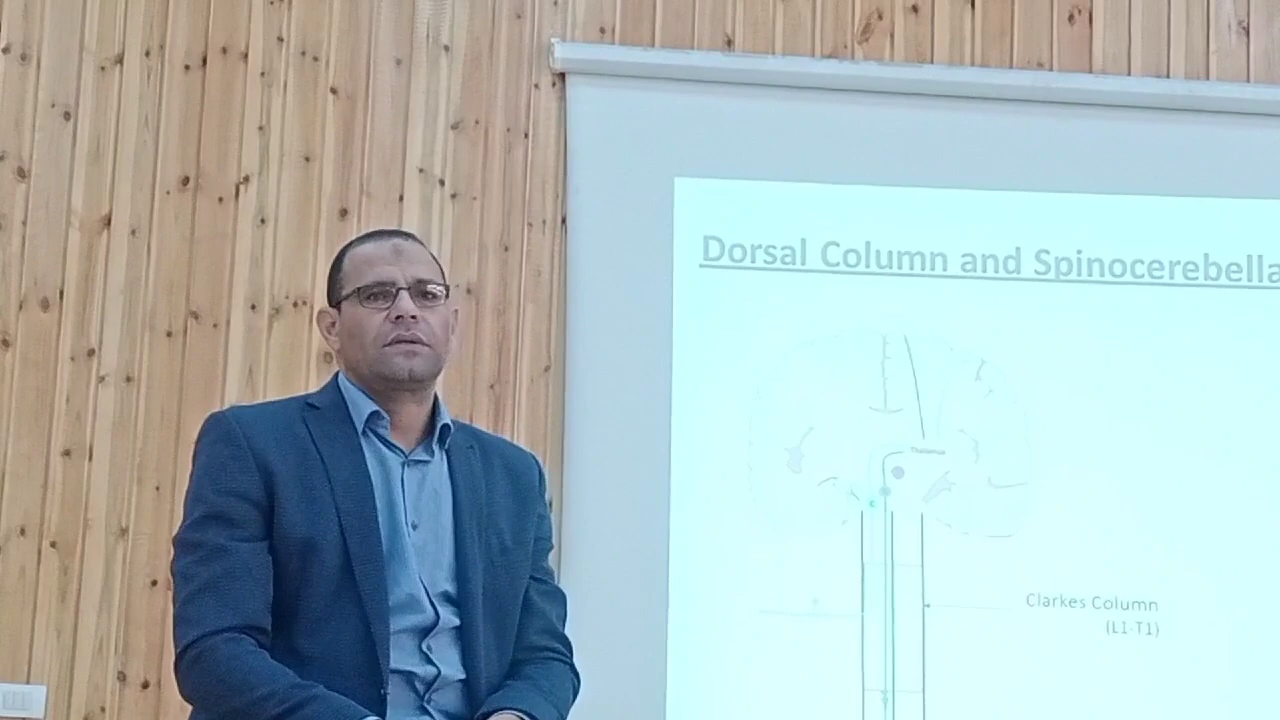 Dorsal Column and Spinocerebella
Thalamus
Clarkes Column
(L1-T1)